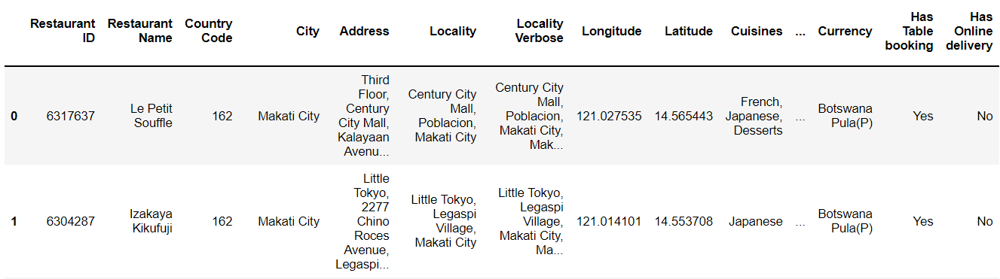 Restaurant ID Restaurant Name Country Code City Address Locality Locality Verbose Longitude Latitude Cuisines ... Currency Has Table booking Has Online delivery
0 6317637 Le Petit Souffle 162 Makati City Third Floor, Century City Mall, Kalayaan Avenu... Century City Mall, Poblacion, Makati City Century City Mall, Poblacion, Makati City, Mak... 121.027535 14.565443 French, Japanese, Desserts ... Botswana Pula(P) Yes No
1 6304287 Izakaya Kikufuji 162 Makati City Little Tokyo, 2277 Chino Roces Avenue, Legaspi... Little Tokyo, Legaspi Village, Makati City Little Tokyo, Legaspi Village, Makati City, Ma... 121.014101 14.553708 Japanese ... Botswana Pula(P) Yes No